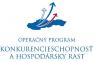 OPERAČNÝ PROGRAM
KONKURENCIESCHOPNOSŤ
A HOSPODÁRSKY RAST